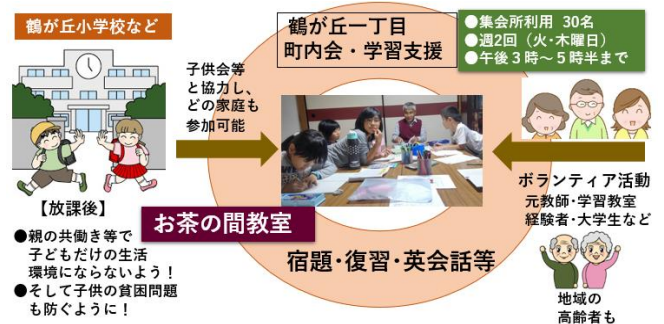 鶴が丘小学校など
鶴が丘一丁目
町内会・学習支援
●集会所利用 30名
●週2回（火・木曜日）
●午後３時～５時半まで
子供会等
と協力し、
どの家庭も
参加可能
【放課後】
お茶の間教室
●親の共働き等で
子どもだけの生活
環境にならないよう！
●そして子供の貧困問題
も防ぐように！
宿題・復習・英会話等
ボランティア活動
元教師・学習教室
経験者・大学生など
地域の
高齢者も